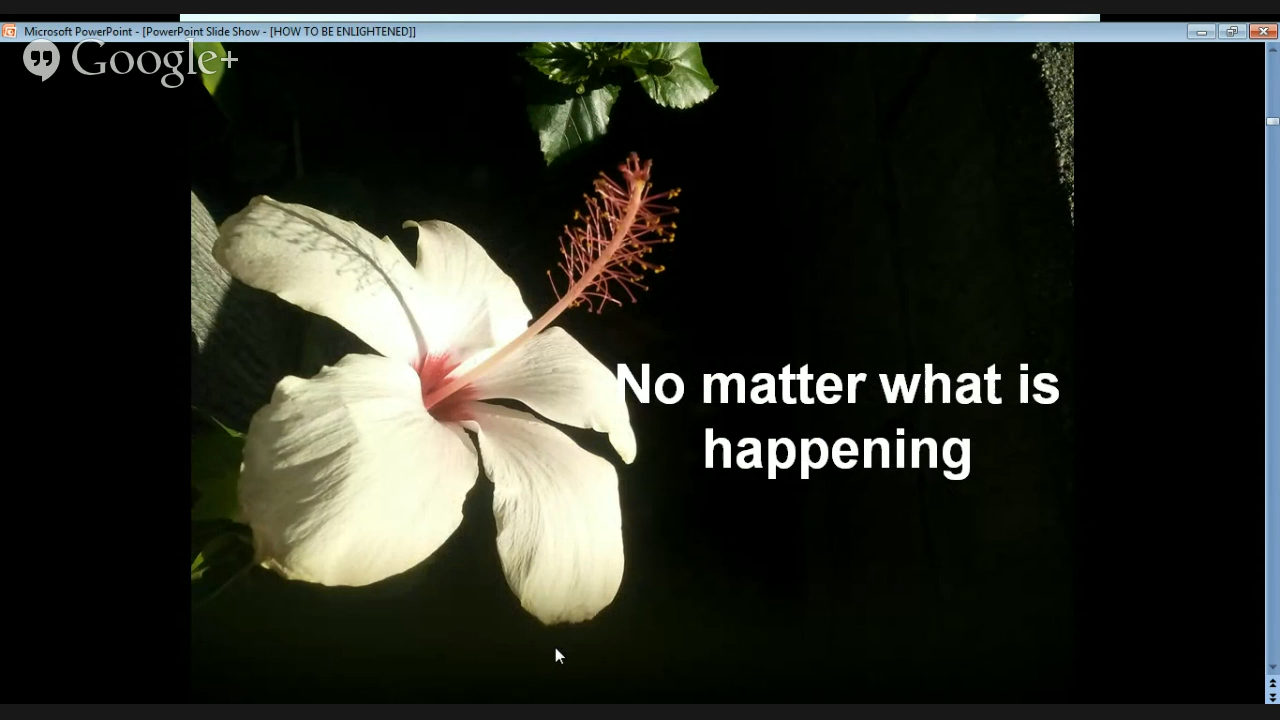 Microsoft PowerPoint - [PowerPoint Slide Show - [HOW TO BE ENLIGHTENED]]
Google+
No matter what is
happening